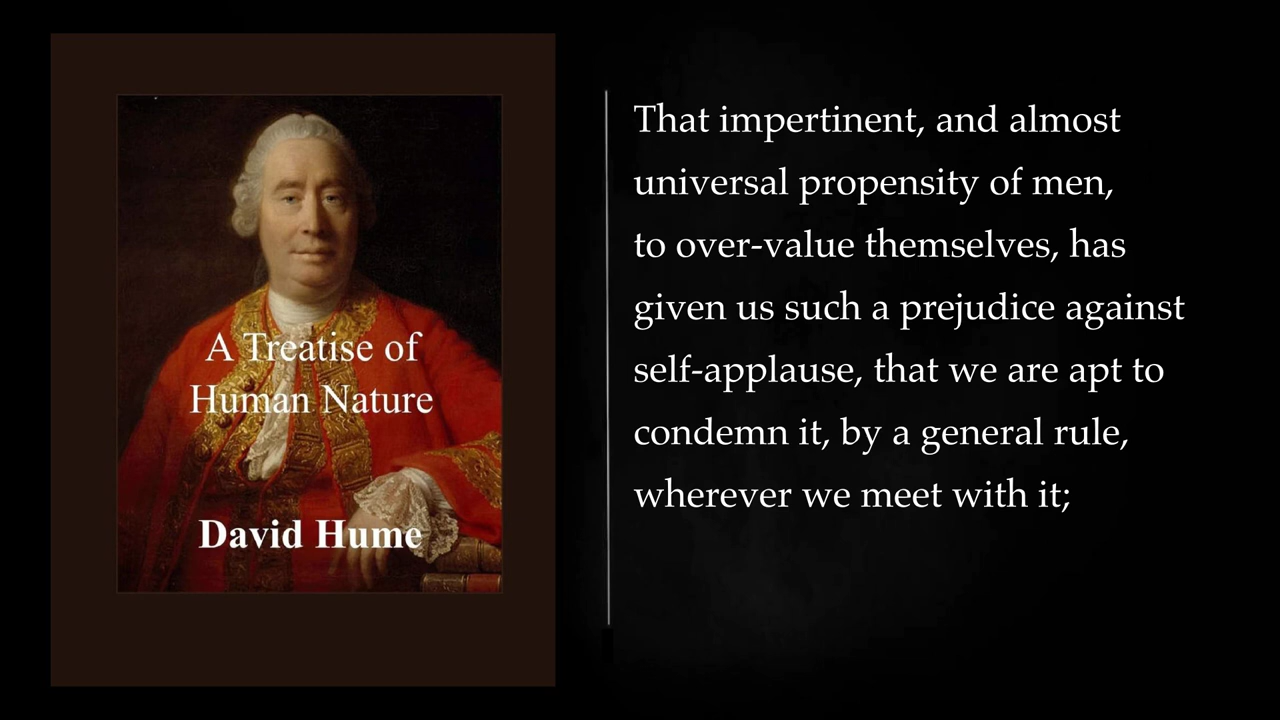 A Treatise of
Human Nature
David Hume
That impertinent, and almost
universal propensity of men,
to over-value themselves, has
given us such a prejudice against
self-applause, that we are apt to
condemn it, by a general rule,
wherever we meet with it;